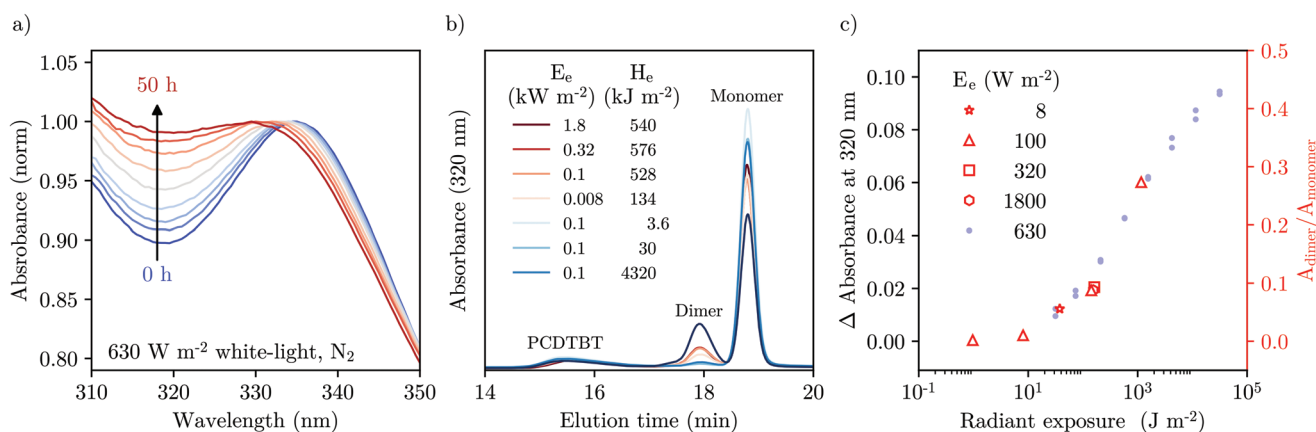 a)
Absrobance (norm)
1.05
1.00
0.95
0.90
0.85
0.80
50 h
0 h
630 W m⁻² white-light, N₂
310 320 330 340 350
Wavelength (nm)
b)
Absorbance (320 nm)
Eₑ Hₑ
(kW m⁻²) (kJ m⁻²)
1.8 540
0.32 576
0.1 528
0.008 134
0.1 3.6
0.1 30
0.1 4320
Monomer
Dimer
PCDTBT
14 16 18 20
Elution time (min)
c)
Δ Absorbance at 320 nm
0.10
0.08
0.06
0.04
0.02
0.00
Eₑ (W m⁻²)
8
100
320
1800
630
10⁻¹ 10¹ 10³ 10⁵
Radiant exposure (J m⁻²)
0.5
0.4
0.3
0.2
0.1
0.0
A_dimer/A_monomer